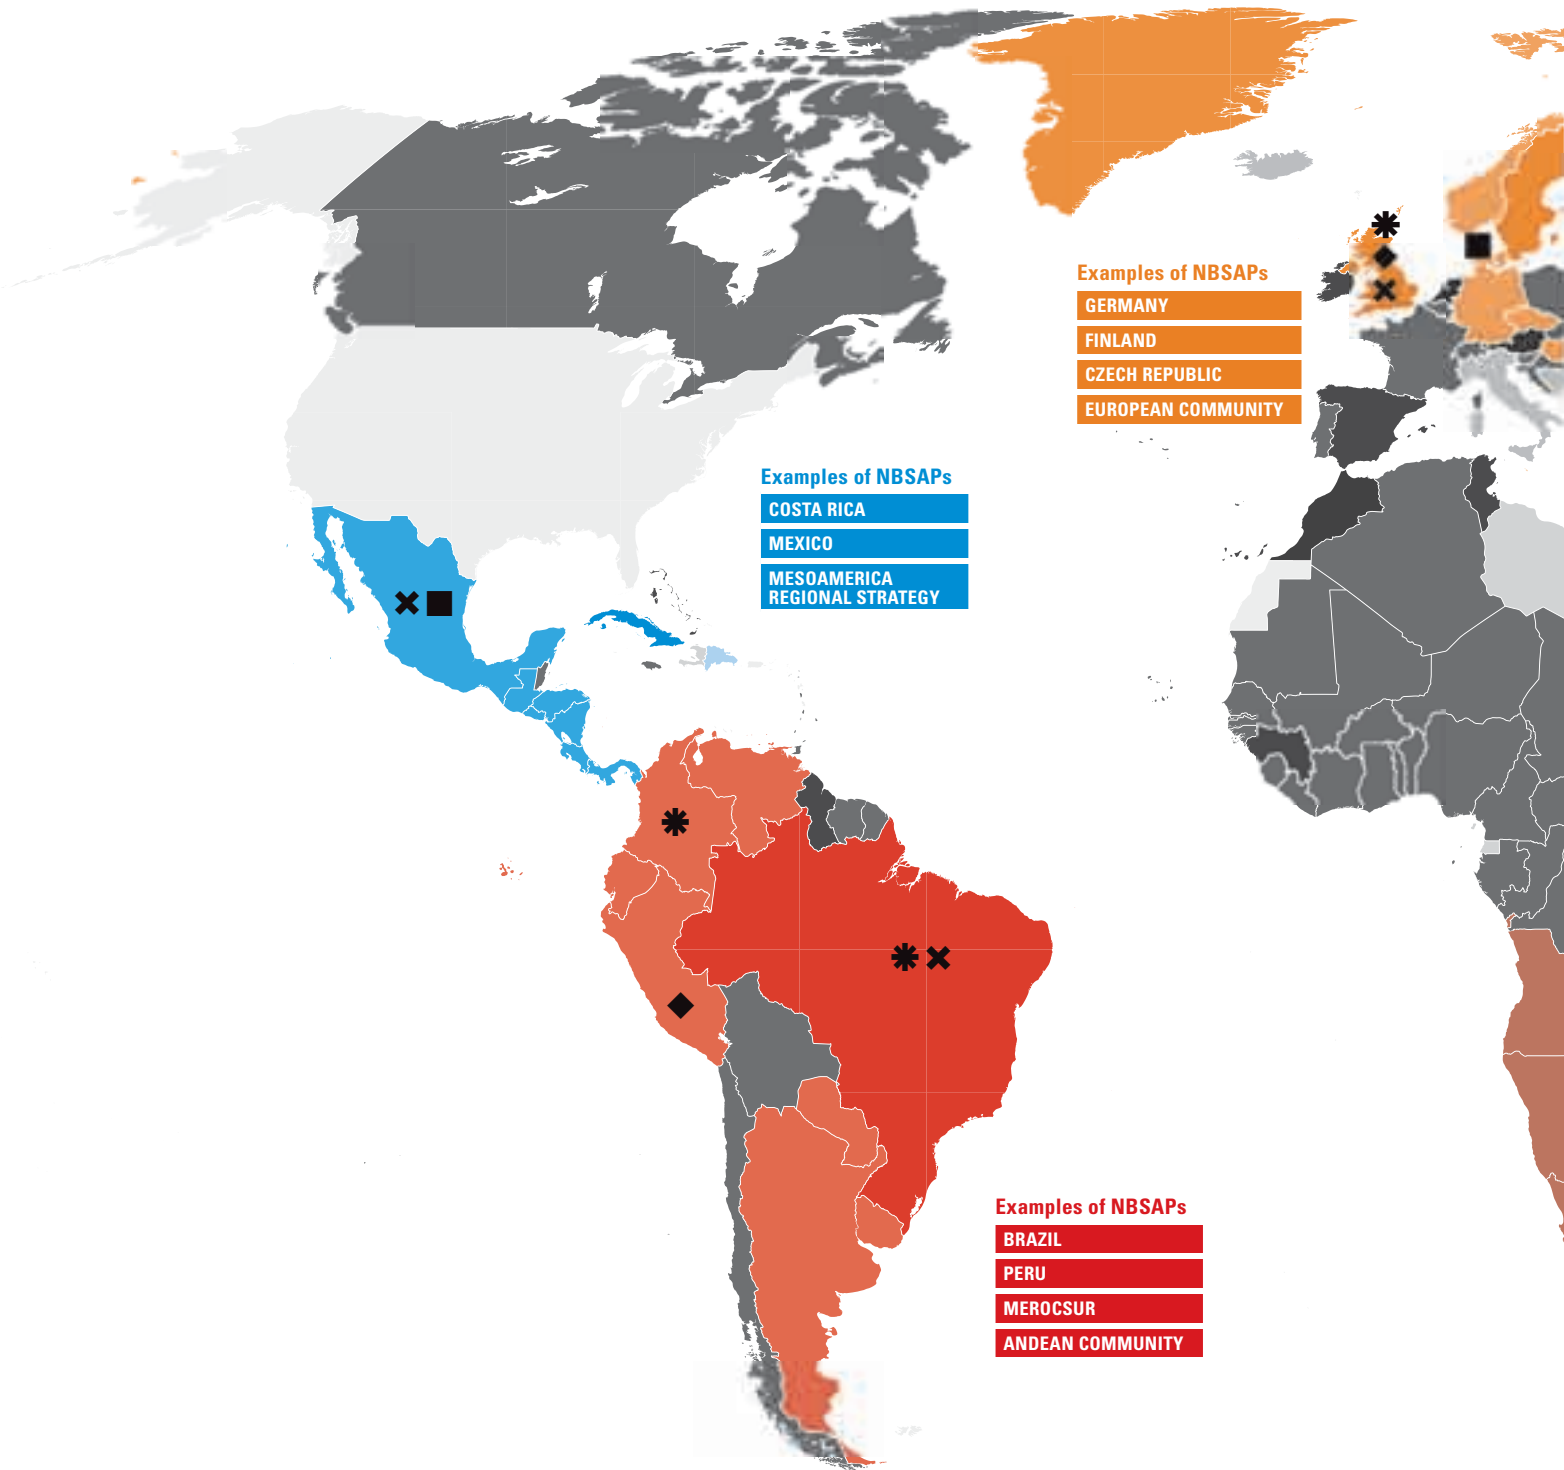 Examples of NBSAPs
GERMANY
FINLAND
CZECH REPUBLIC
EUROPEAN COMMUNITY
Examples of NBSAPs
COSTA RICA
MEXICO
MESOAMERICA
REGIONAL STRATEGY
Examples of NBSAPs
BRAZIL
PERU
MEROCSUR
ANDEAN COMMUNITY